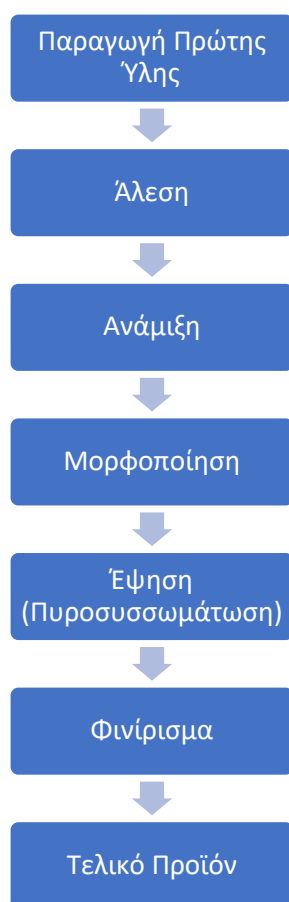 Παραγωγή Πρώτης
Ύλης
Άλεση
Ανάμιξη
Μορφοποίηση
Έψηση
(Πυροσυσσωμάτωση)
Φινίρισμα
Τελικό Προϊόν